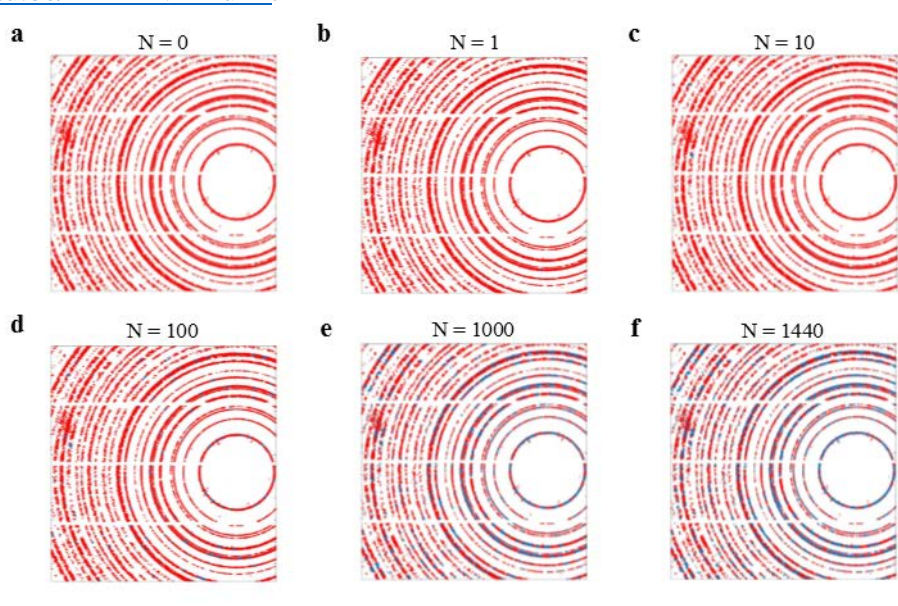 a
N = 0
b
N = 1
c
N = 10
d
N = 100
e
N = 1000
f
N = 1440